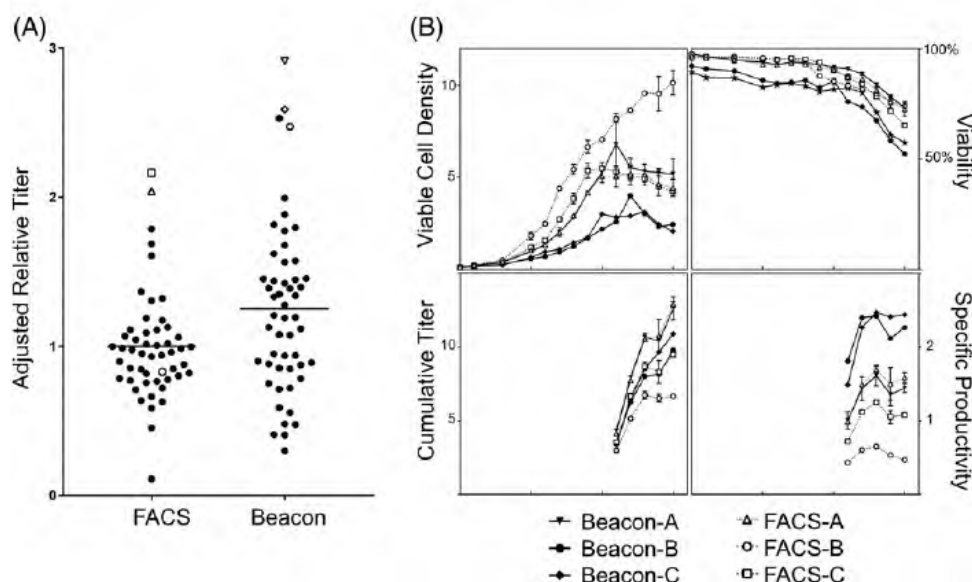 (A)
3
2
1
0
Adjusted Relative Titer
FACS
Beacon
(B)
10
5
Viable Cell Density
100%
50%
Viability
10
5
Cumulative Titer
2
1
Specific Productivity
Beacon-A
Beacon-B
Beacon-C
FACS-A
FACS-B
FACS-C